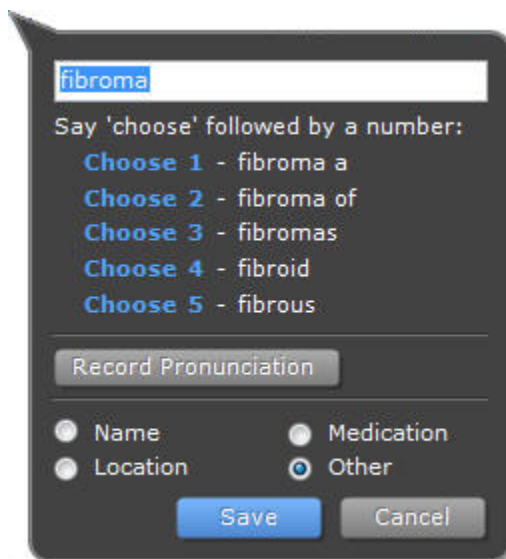 fibroma
Say 'choose' followed by a number:
Choose 1 - fibroma a
Choose 2 - fibroma of
Choose 3 - fibromas
Choose 4 - fibroid
Choose 5 - fibrous
Record Pronunciation
Name Medication
Location Other
Save Cancel